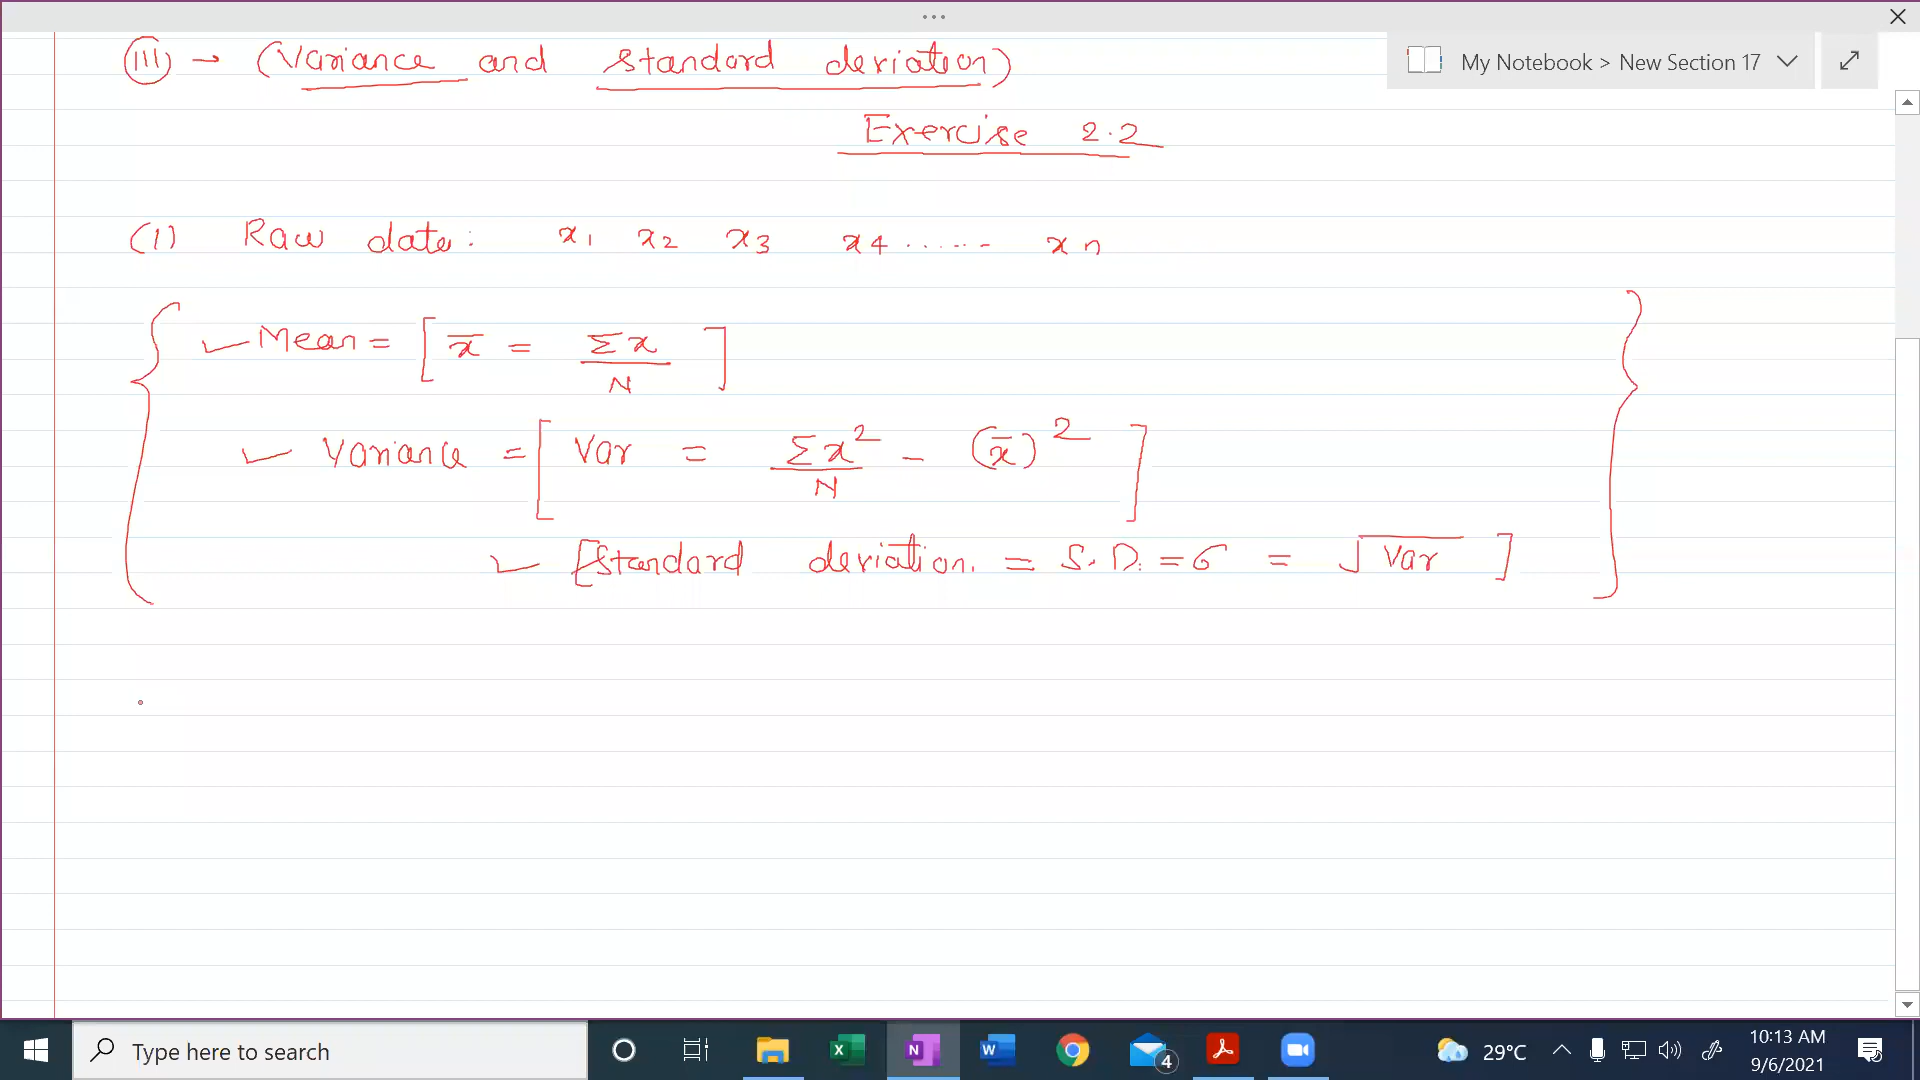 (III) → (Variance and standard deviation)
My Notebook > New Section 17
Exercise 2.2
(1) Raw data: x1 x2 x3 x4 ...... xn
✓ Mean = [ x̄ = Σx / N ]
✓ Variance = [ Var = Σx² / N - (x̄)² ]
✓ [Standard deviation. = S.D. = σ = √Var ]
Type here to search
4
29°C
10:13 AM
9/6/2021